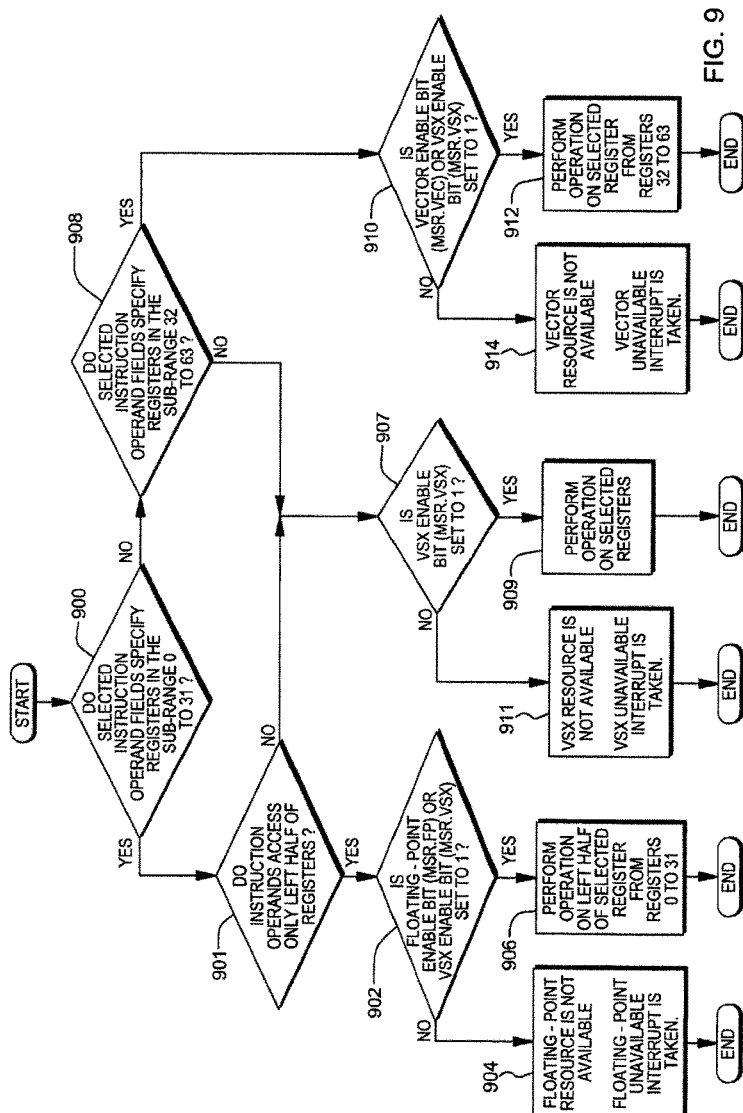 START
900
DO
SELECTED
INSTRUCTION
OPERAND FIELDS SPECIFY
REGISTERS IN THE
SUB-RANGE 0
TO 31 ?
YES
NO
908
DO
SELECTED
INSTRUCTION
OPERAND FIELDS SPECIFY
REGISTERS IN THE
SUB-RANGE 32
TO 63 ?
YES
NO
901
DO
INSTRUCTION
OPERANDS ACCESS
ONLY LEFT HALF OF
REGISTERS ?
NO
YES
902
IS
FLOATING - POINT
ENABLE BIT (MSR.FP) OR
VSX ENABLE BIT (MSR.VSX)
SET TO 1 ?
NO
YES
907
IS
VSX ENABLE
BIT (MSR.VSX)
SET TO 1 ?
NO
YES
910
IS
VECTOR ENABLE BIT
(MSR.VEC) OR VSX ENABLE
BIT (MSR.VSX)
SET TO 1 ?
NO
YES
904
FLOATING - POINT
RESOURCE IS NOT
AVAILABLE
FLOATING - POINT
UNAVAILABLE
INTERRUPT IS
TAKEN.
END
906
PERFORM
OPERATION
ON LEFT HALF
OF SELECTED
REGISTER
FROM
REGISTERS
0 TO 31
END
911
VSX RESOURCE IS
NOT AVAILABLE
VSX UNAVAILABLE
INTERRUPT IS
TAKEN.
END
909
PERFORM
OPERATION
ON SELECTED
REGISTERS
END
914
VECTOR
RESOURCE IS NOT
AVAILABLE
VECTOR
UNAVAILABLE
INTERRUPT IS
TAKEN.
END
912
PERFORM
OPERATION
ON SELECTED
REGISTER
FROM
REGISTERS
32 TO 63
END
FIG. 9